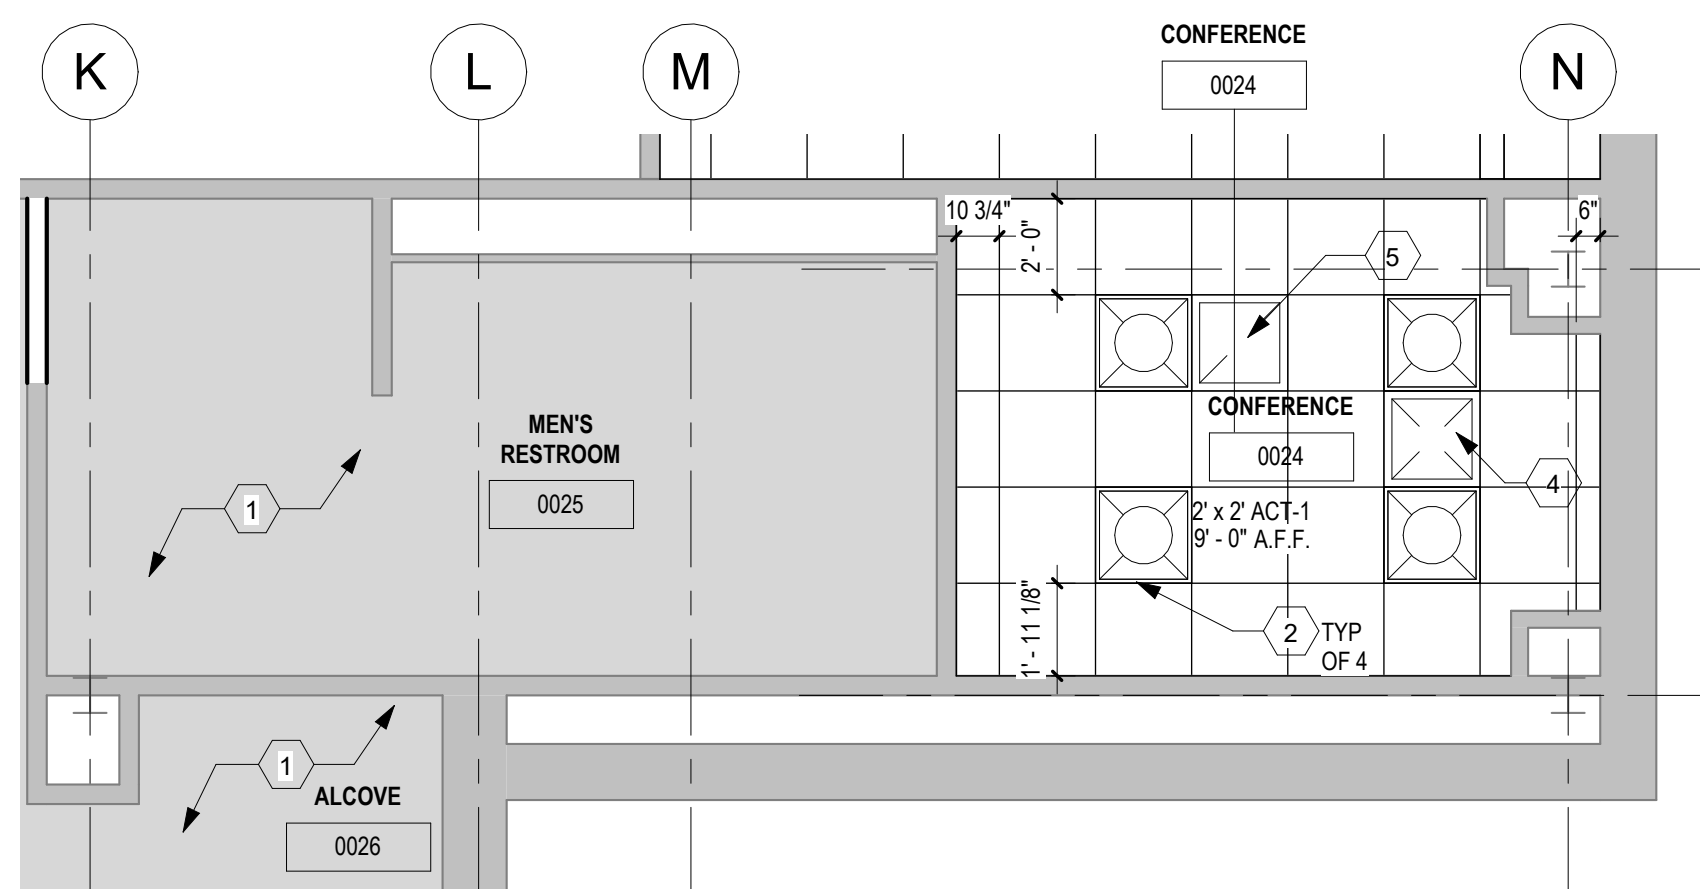 K
L
M
N
CONFERENCE
0024
10 3/4"
2' - 0"
6"
5
CONFERENCE
0024
MEN'S
RESTROOM
0025
1
4
2' x 2' ACT-1
9' - 0" A.F.F.
1' - 11 1/8"
2
TYP
OF 4
1
ALCOVE
0026